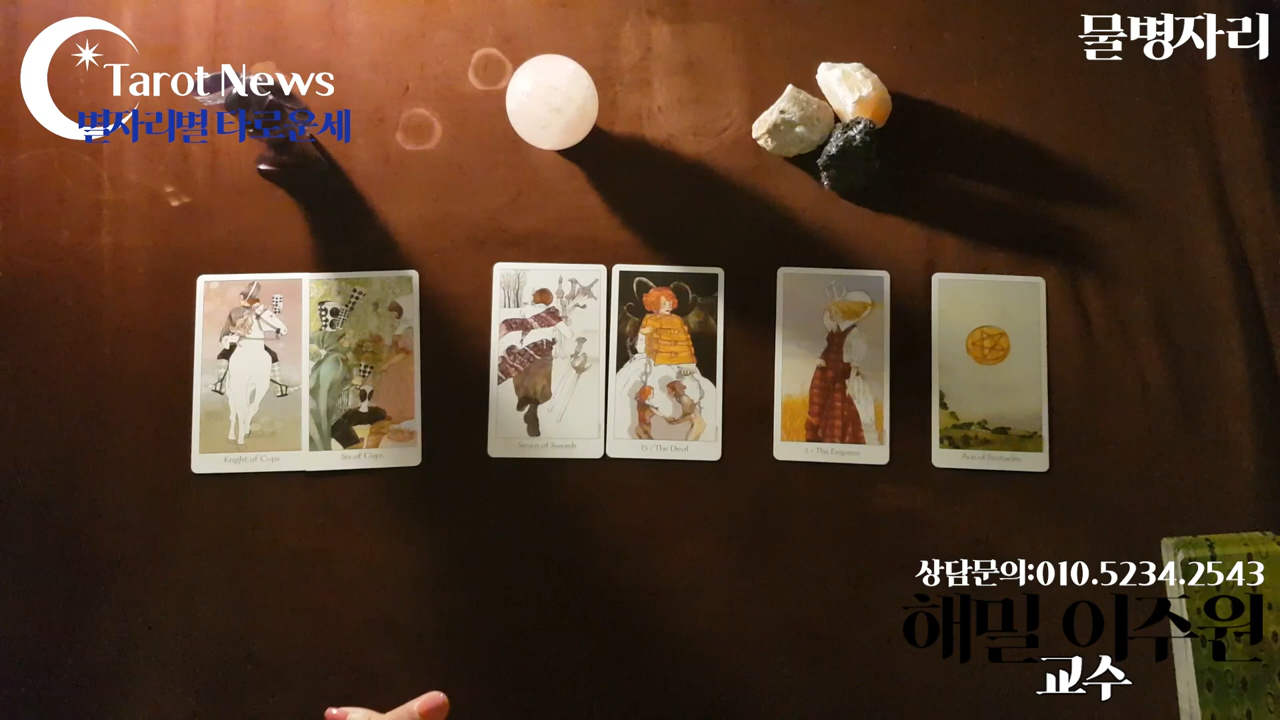 물병자리
Tarot News
별자리별 타로운세
Knight of Cups
Six of Cups
Seven of Swords
15 - The Devil
3 - The Empress
Ace of Pentacles
상담문의:010.5234.2543
해밀 이주원
교수